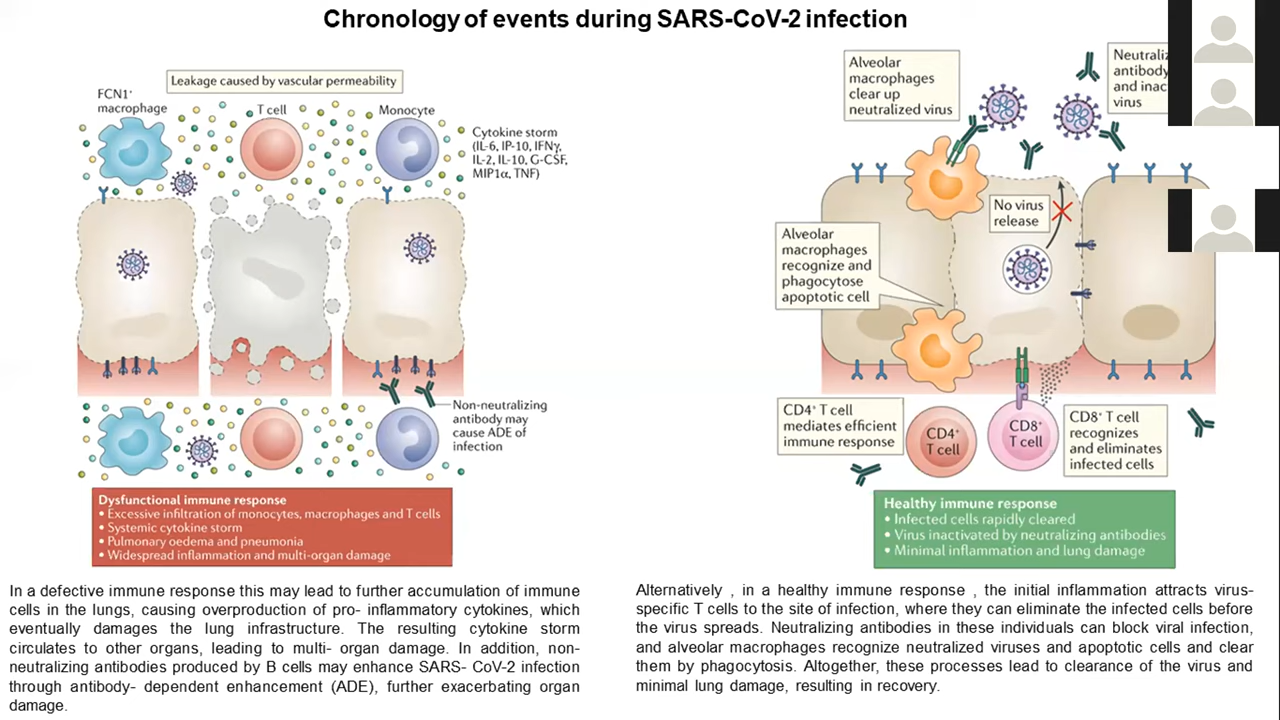 Chronology of events during SARS-CoV-2 infection
Leakage caused by vascular permeability
FCN1⁺
macrophage
T cell
Monocyte
Cytokine storm
(IL-6, IP-10, IFNγ,
IL-2, IL-10, G-CSF,
MIP1α, TNF)
Non-neutralizing
antibody may
cause ADE of
infection
Dysfunctional immune response
• Excessive infiltration of monocytes, macrophages and T cells
• Systemic cytokine storm
• Pulmonary oedema and pneumonia
• Widespread inflammation and multi-organ damage
In a defective immune response this may lead to further accumulation of immune
cells in the lungs, causing overproduction of pro- inflammatory cytokines, which
eventually damages the lung infrastructure. The resulting cytokine storm
circulates to other organs, leading to multi- organ damage. In addition, non-
neutralizing antibodies produced by B cells may enhance SARS- CoV-2 infection
through antibody- dependent enhancement (ADE), further exacerbating organ
damage.
Alveolar
macrophages
clear up
neutralized virus
Neutraliz
antibody
and inac
virus
No virus
release
Alveolar
macrophages
recognize and
phagocytose
apoptotic cell
CD4⁺ T cell
mediates efficient
immune response
CD4⁺
T cell
CD8⁺
T cell
CD8⁺ T cell
recognizes
and eliminates
infected cells
Healthy immune response
• Infected cells rapidly cleared
• Virus inactivated by neutralizing antibodies
• Minimal inflammation and lung damage
Alternatively , in a healthy immune response , the initial inflammation attracts virus-
specific T cells to the site of infection, where they can eliminate the infected cells before
the virus spreads. Neutralizing antibodies in these individuals can block viral infection,
and alveolar macrophages recognize neutralized viruses and apoptotic cells and clear
them by phagocytosis. Altogether, these processes lead to clearance of the virus and
minimal lung damage, resulting in recovery.